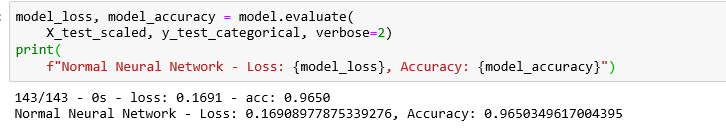 model_loss, model_accuracy = model.evaluate(
    X_test_scaled, y_test_categorical, verbose=2)
print(
    f"Normal Neural Network - Loss: {model_loss}, Accuracy: {model_accuracy}")
143/143 - 0s - loss: 0.1691 - acc: 0.9650
Normal Neural Network - Loss: 0.16908977875339276, Accuracy: 0.9650349617004395